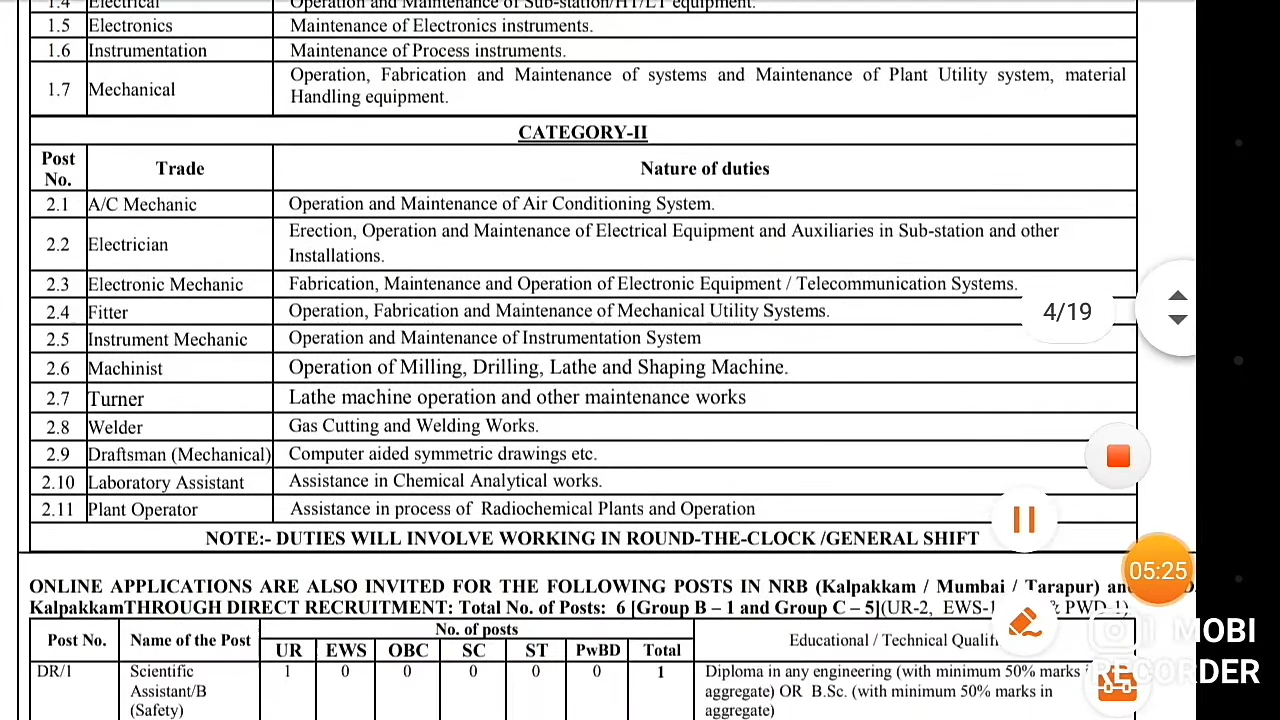 1.4 Electrical Operation and Maintenance of Sub-station/HT/LT equipment.
1.5 Electronics Maintenance of Electronics instruments.
1.6 Instrumentation Maintenance of Process instruments.
1.7 Mechanical Operation, Fabrication and Maintenance of systems and Maintenance of Plant Utility system, material
Handling equipment.
CATEGORY-II
Post No. Trade Nature of duties
2.1 A/C Mechanic Operation and Maintenance of Air Conditioning System.
2.2 Electrician Erection, Operation and Maintenance of Electrical Equipment and Auxiliaries in Sub-station and other
Installations.
2.3 Electronic Mechanic Fabrication, Maintenance and Operation of Electronic Equipment / Telecommunication Systems.
2.4 Fitter Operation, Fabrication and Maintenance of Mechanical Utility Systems.
4/19
2.5 Instrument Mechanic Operation and Maintenance of Instrumentation System
2.6 Machinist Operation of Milling, Drilling, Lathe and Shaping Machine.
2.7 Turner Lathe machine operation and other maintenance works
2.8 Welder Gas Cutting and Welding Works.
2.9 Draftsman (Mechanical) Computer aided symmetric drawings etc.
2.10 Laboratory Assistant Assistance in Chemical Analytical works.
2.11 Plant Operator Assistance in process of Radiochemical Plants and Operation
NOTE:- DUTIES WILL INVOLVE WORKING IN ROUND-THE-CLOCK /GENERAL SHIFT
05:25
ONLINE APPLICATIONS ARE ALSO INVITED FOR THE FOLLOWING POSTS IN NRB (Kalpakkam / Mumbai / Tarapur)
KalpakkamTHROUGH DIRECT RECRUITMENT: Total No. of Posts: 6 [Group B – 1 and Group C – 5](UR-2, & PWD-1)
Post No. Name of the Post No. of posts Educational / Technical
UR EWS OBC SC ST PwBD Total
DR/1 Scientific 1 0 0 0 0 0 1 Diploma in any engineering (with minimum 50% marks
Assistant/B aggregate) OR B.Sc. (with minimum 50% marks in
(Safety) aggregate)
MOBI
RECORDER